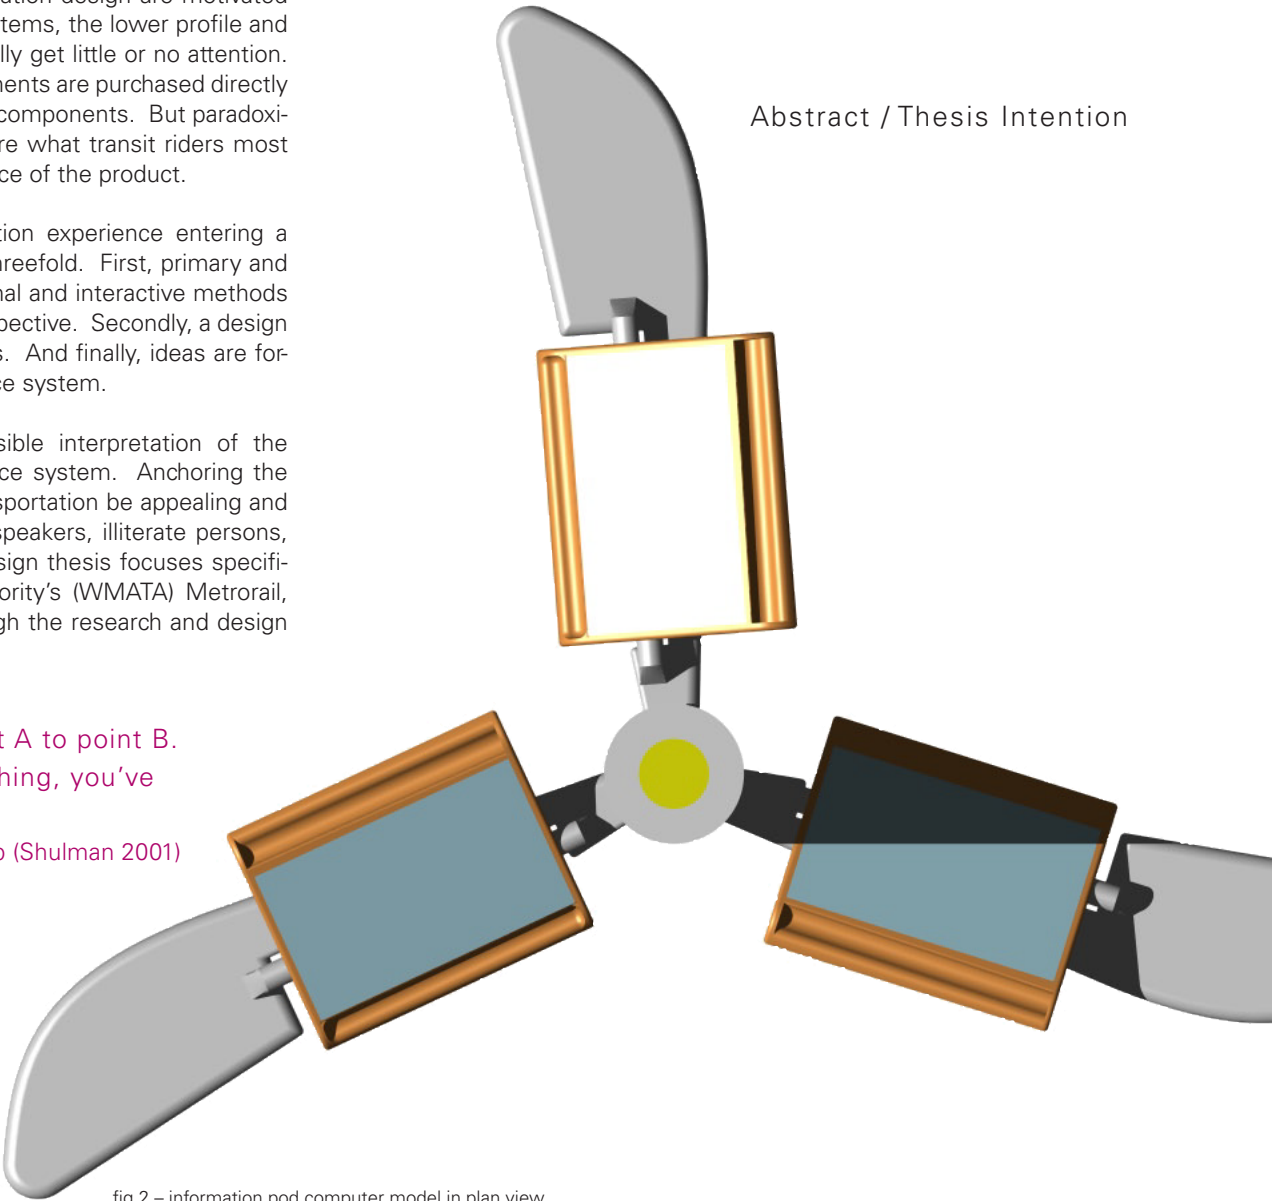 ution design are motivated
tems, the lower profile and
lly get little or no attention.
nents are purchased directly
components. But paradoxi-
re what transit riders most
ce of the product.
tion experience entering a
hreefold. First, primary and
nal and interactive methods
pective. Secondly, a design
s. And finally, ideas are for-
ce system.
sible interpretation of the
ce system. Anchoring the
sportation be appealing and
speakers, illiterate persons,
sign thesis focuses specifi-
ority's (WMATA) Metrorail,
gh the research and design
t A to point B.
hing, you've
o (Shulman 2001)
Abstract / Thesis Intention
fig 2 – information pod computer model in plan view